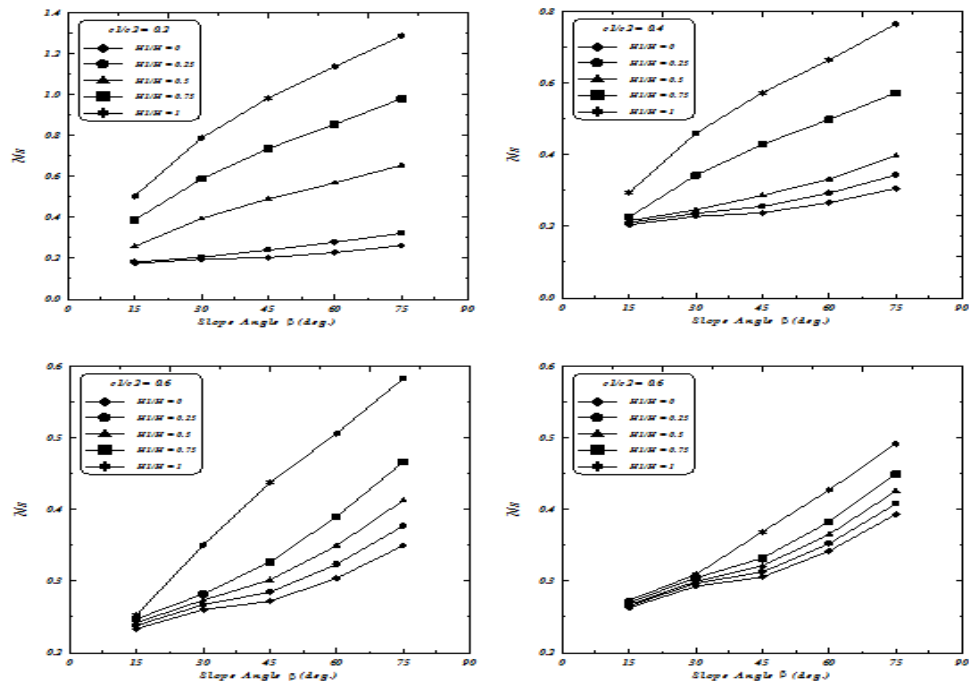 1.4
1.2
1.0
0.8
0.6
0.4
0.2
0.0
Ns
c1/c2 = 0.2
H1/H = 0
H1/H = 0.25
H1/H = 0.5
H1/H = 0.75
H1/H = 1
0 15 30 45 60 75 90
Slope Angle β (deg.)
0.8
0.6
0.4
0.2
0.0
Ns
c1/c2 = 0.4
H1/H = 0
H1/H = 0.25
H1/H = 0.5
H1/H = 0.75
H1/H = 1
0 15 30 45 60 75 90
Slope Angle β (deg.)
0.6
0.5
0.4
0.3
0.2
Ns
c1/c2 = 0.6
H1/H = 0
H1/H = 0.25
H1/H = 0.5
H1/H = 0.75
H1/H = 1
0 15 30 45 60 75 90
Slope Angle β (deg.)
0.6
0.5
0.4
0.3
0.2
Ns
c1/c2 = 0.6
H1/H = 0
H1/H = 0.25
H1/H = 0.5
H1/H = 0.75
H1/H = 1
0 15 30 45 60 75 90
Slope Angle β (deg.)